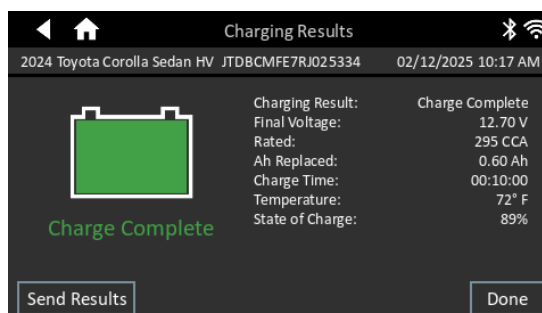 Charging Results
2024 Toyota Corolla Sedan HV JTDBCMFE7RJ025334 02/12/2025 10:17 AM
Charging Result: Charge Complete
Final Voltage: 12.70 V
Rated: 295 CCA
Ah Replaced: 0.60 Ah
Charge Time: 00:10:00
Temperature: 72° F
State of Charge: 89%
Charge Complete
Send Results Done